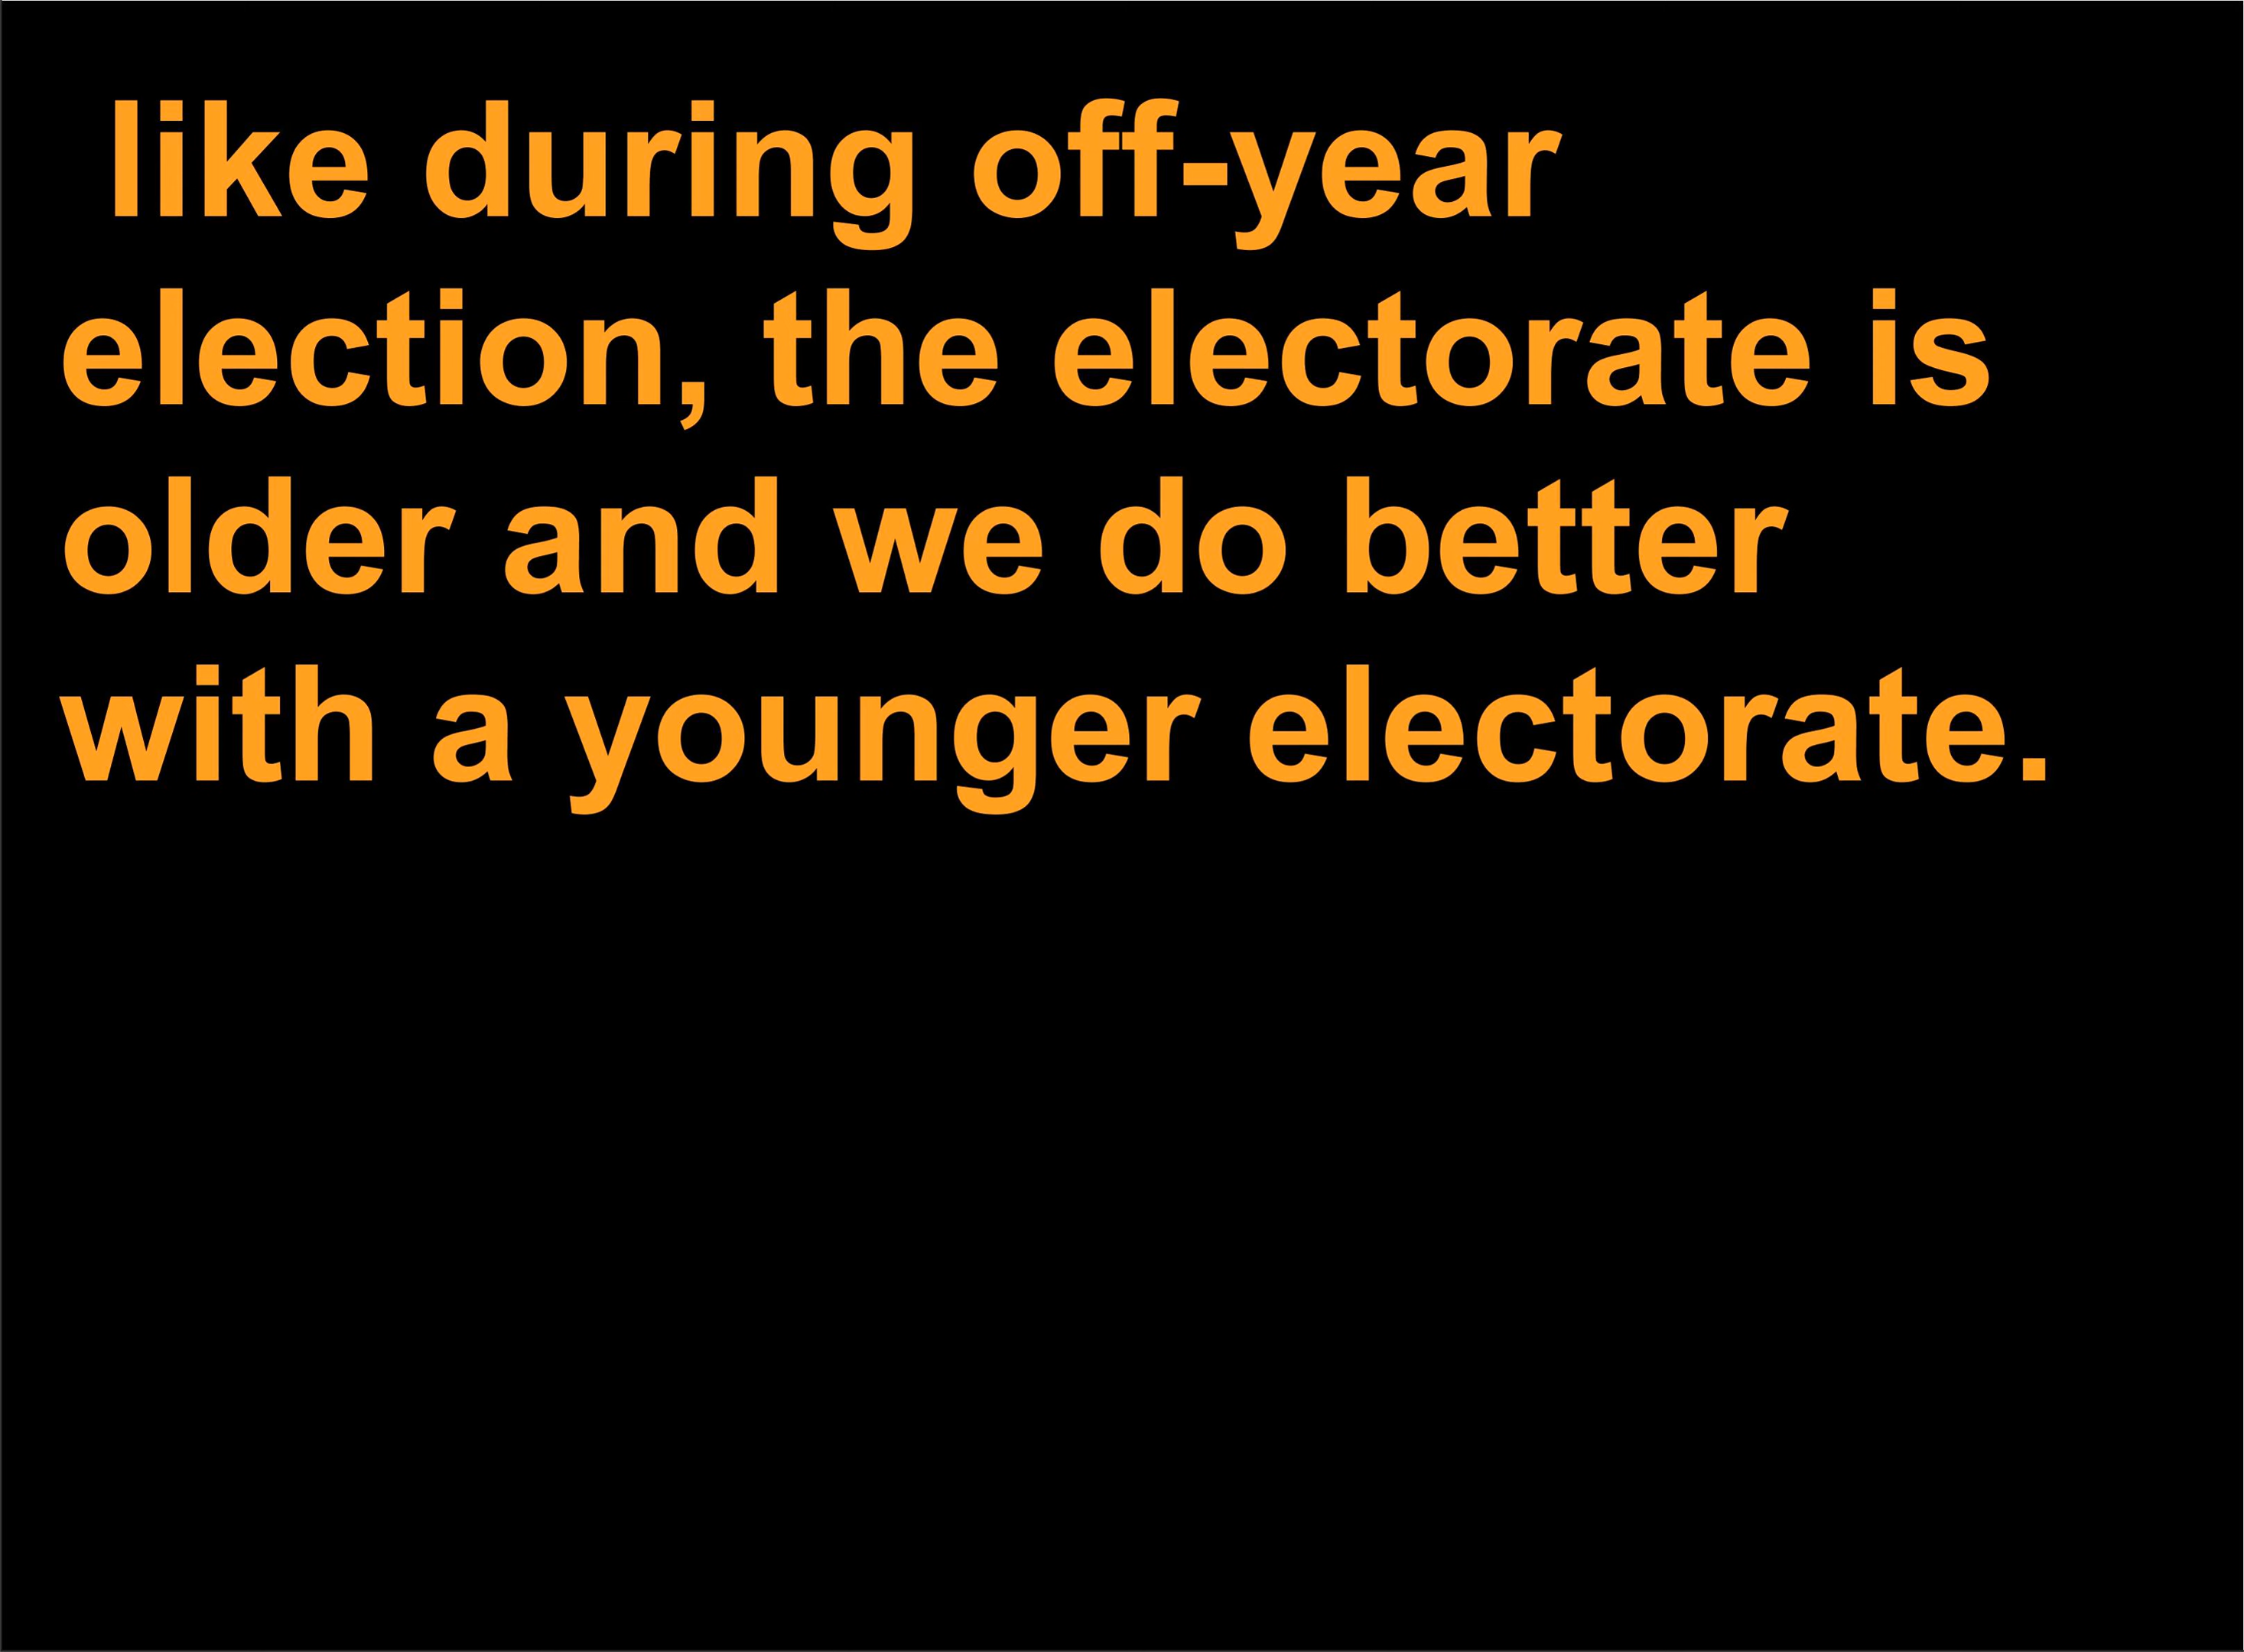 like during off-year
election, the electorate is
older and we do better
with a younger electorate.